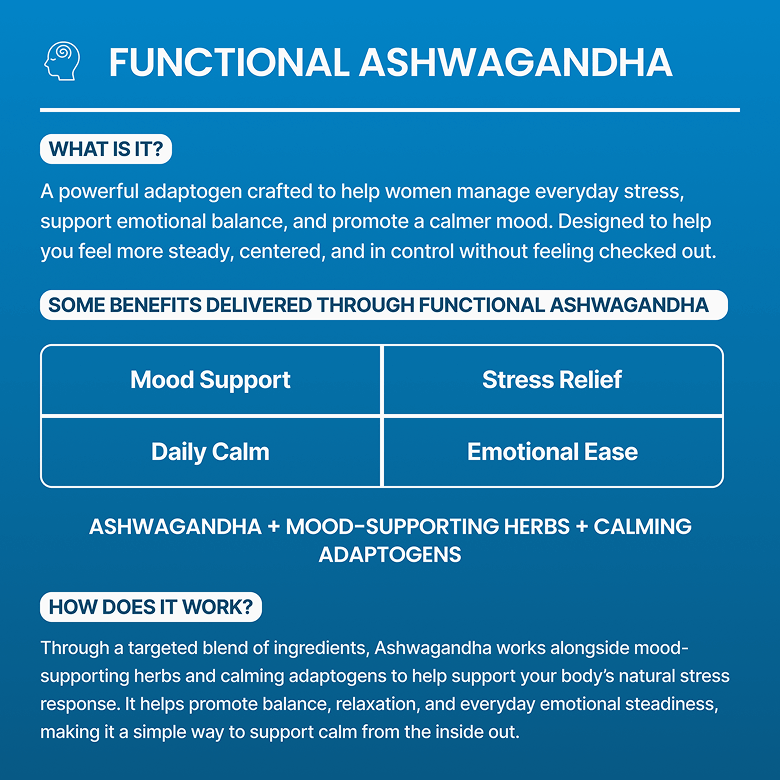 FUNCTIONAL ASHWAGANDHA
WHAT IS IT?
A powerful adaptogen crafted to help women manage everyday stress,
support emotional balance, and promote a calmer mood. Designed to help
you feel more steady, centered, and in control without feeling checked out.
SOME BENEFITS DELIVERED THROUGH FUNCTIONAL ASHWAGANDHA
Mood Support
Stress Relief
Daily Calm
Emotional Ease
ASHWAGANDHA + MOOD-SUPPORTING HERBS + CALMING
ADAPTOGENS
HOW DOES IT WORK?
Through a targeted blend of ingredients, Ashwagandha works alongside mood-
supporting herbs and calming adaptogens to help support your body’s natural stress
response. It helps promote balance, relaxation, and everyday emotional steadiness,
making it a simple way to support calm from the inside out.